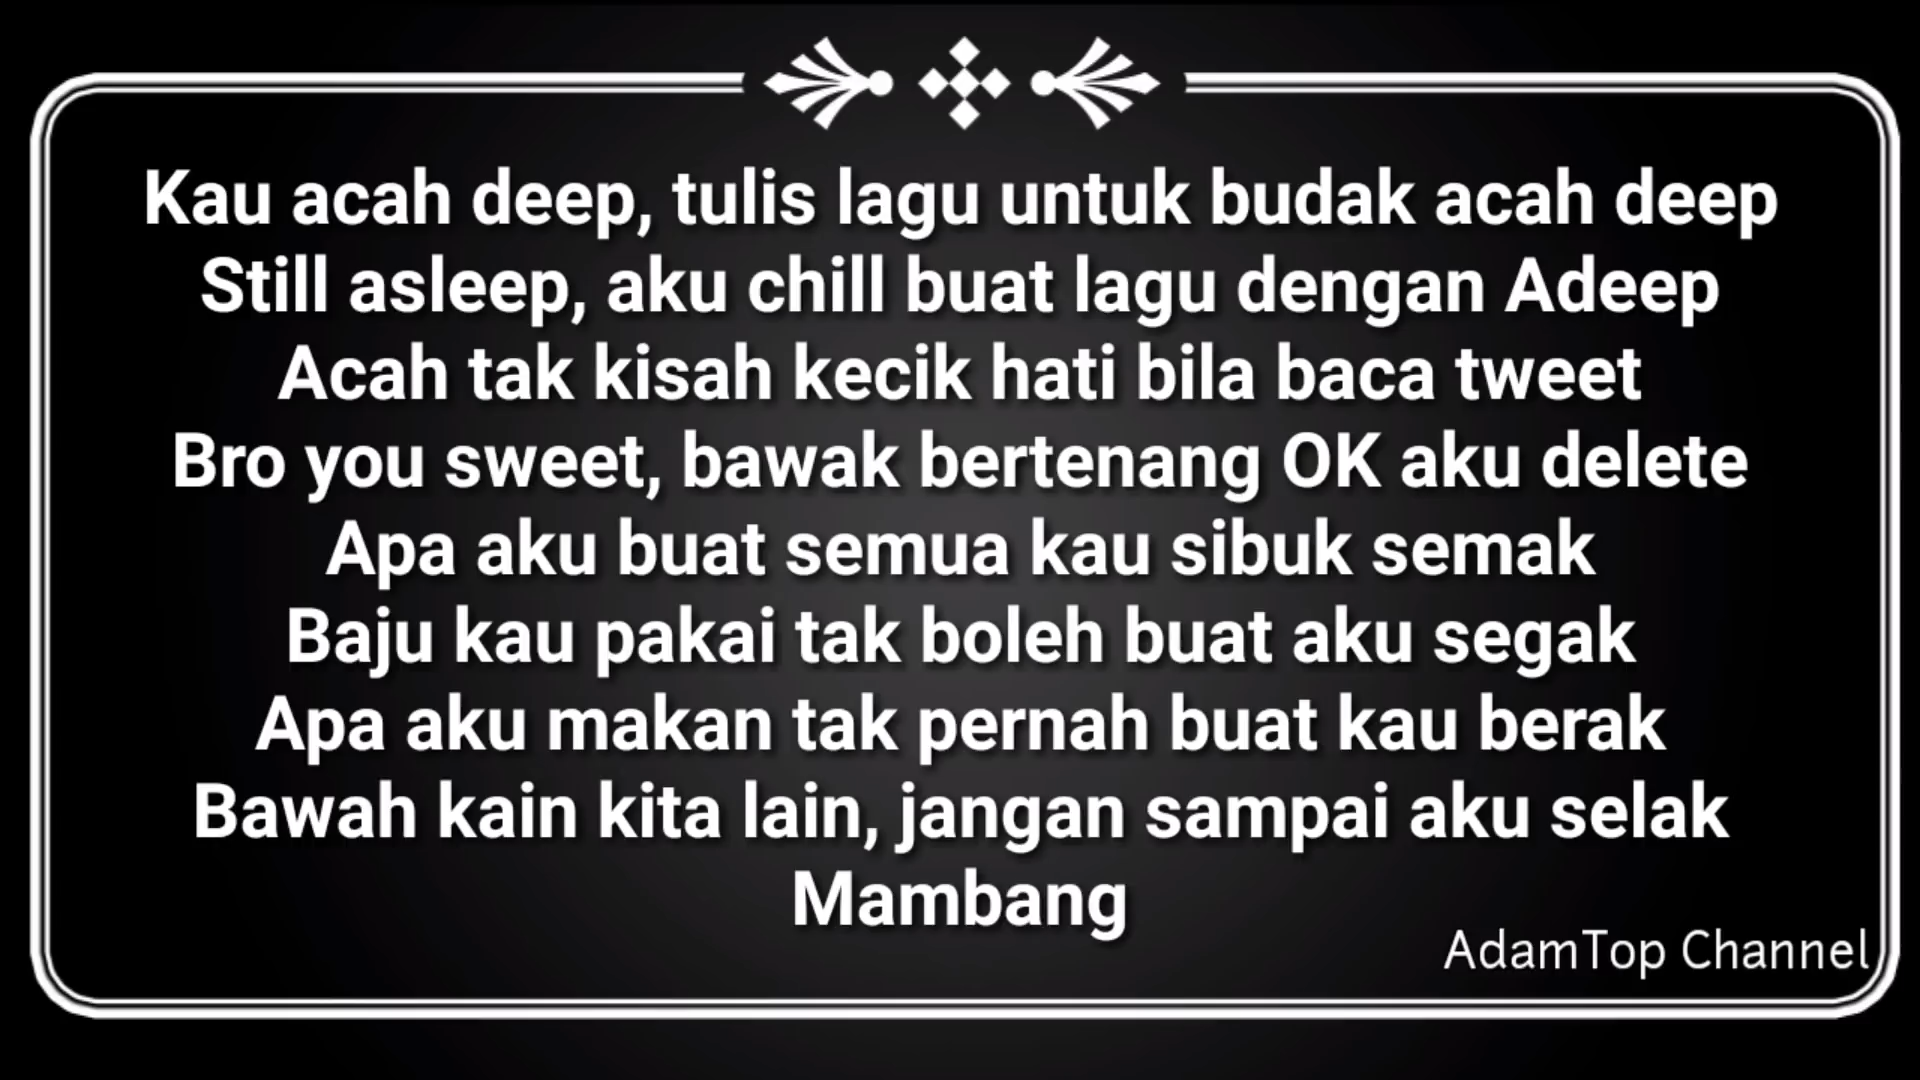 Kau acah deep, tulis lagu untuk budak acah deep
Still asleep, aku chill buat lagu dengan Adeep
Acah tak kisah kecik hati bila baca tweet
Bro you sweet, bawak bertenang OK aku delete
Apa aku buat semua kau sibuk semak
Baju kau pakai tak boleh buat aku segak
Apa aku makan tak pernah buat kau berak
Bawah kain kita lain, jangan sampai aku selak
Mambang
AdamTop Channel